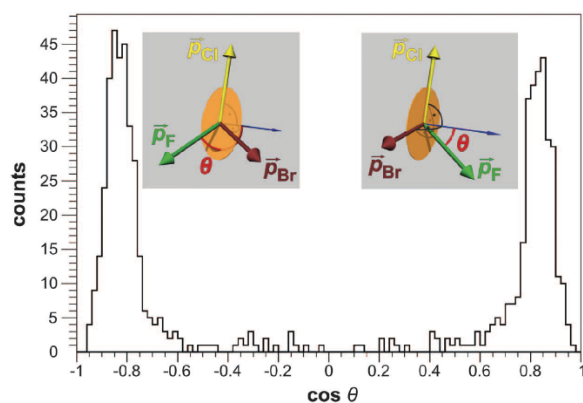 counts
45
40
35
30
25
20
15
10
5
0
-1 -0.8 -0.6 -0.4 -0.2 0 0.2 0.4 0.6 0.8 1
cos θ
p⃗Cl
p⃗F
θ
p⃗Br
p⃗Cl
θ
p⃗Br
p⃗F